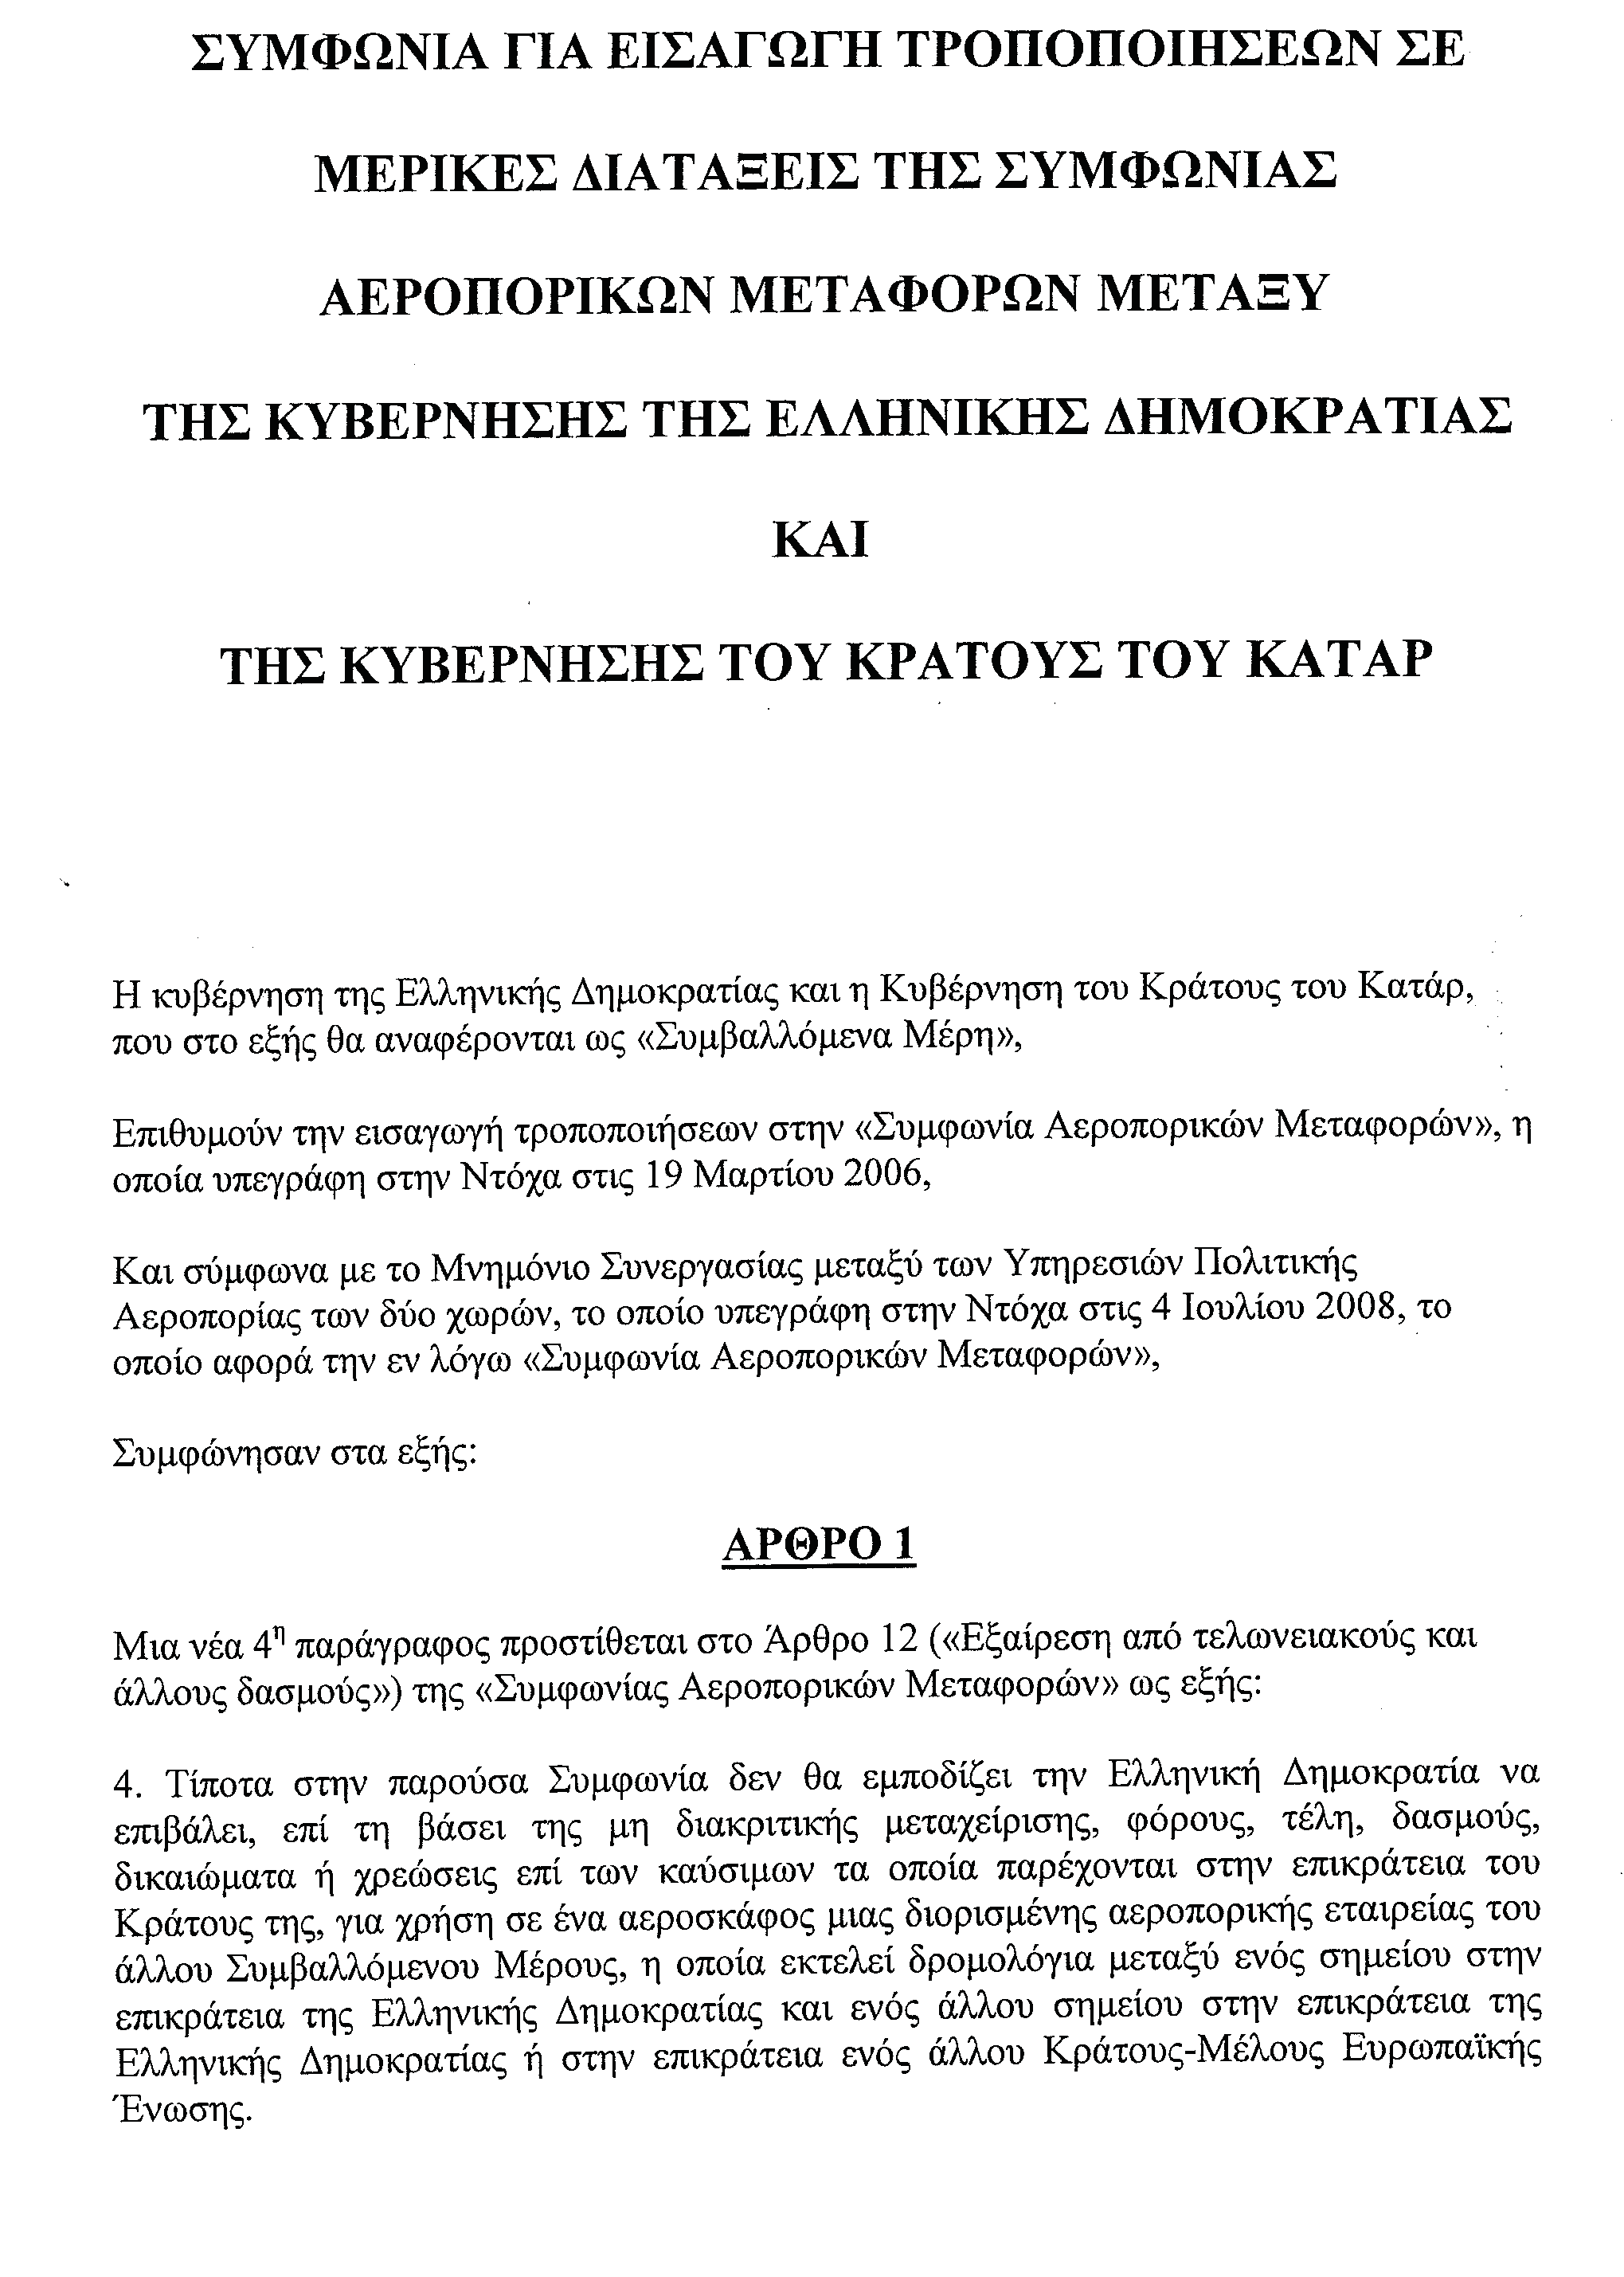 ΣΥΜΦΩΝΙΑ ΓΙΑ ΕΙΣΑΓΩΓΗ ΤΡΟΠΟΠΟΙΗΣΕΩΝ ΣΕ
ΜΕΡΙΚΕΣ ΔΙΑΤΑΞΕΙΣ ΤΗΣ ΣΥΜΦΩΝΙΑΣ
ΑΕΡΟΠΟΡΙΚΩΝ ΜΕΤΑΦΟΡΩΝ ΜΕΤΑΞΥ
ΤΗΣ ΚΥΒΕΡΝΗΣΗΣ ΤΗΣ ΕΛΛΗΝΙΚΗΣ ΔΗΜΟΚΡΑΤΙΑΣ
ΚΑΙ
ΤΗΣ ΚΥΒΕΡΝΗΣΗΣ ΤΟΥ ΚΡΑΤΟΥΣ ΤΟΥ ΚΑΤΑΡ
Η κυβέρνηση της Ελληνικής Δημοκρατίας και η Κυβέρνηση του Κράτους του Κατάρ,
που στο εξής θα αναφέρονται ως «Συμβαλλόμενα Μέρη»,
Επιθυμούν την εισαγωγή τροποποιήσεων στην «Συμφωνία Αεροπορικών Μεταφορών», η
οποία υπεγράφη στην Ντόχα στις 19 Μαρτίου 2006,
Και σύμφωνα με το Μνημόνιο Συνεργασίας μεταξύ των Υπηρεσιών Πολιτικής
Αεροπορίας των δύο χωρών, το οποίο υπεγράφη στην Ντόχα στις 4 Ιουλίου 2008, το
οποίο αφορά την εν λόγω «Συμφωνία Αεροπορικών Μεταφορών»,
Συμφώνησαν στα εξής:
ΑΡΘΡΟ 1
Μια νέα 4η παράγραφος προστίθεται στο Άρθρο 12 («Εξαίρεση από τελωνειακούς και
άλλους δασμούς») της «Συμφωνίας Αεροπορικών Μεταφορών» ως εξής:
4. Τίποτα στην παρούσα Συμφωνία δεν θα εμποδίζει την Ελληνική Δημοκρατία να
επιβάλει, επί τη βάσει της μη διακριτικής μεταχείρισης, φόρους, τέλη, δασμούς,
δικαιώματα ή χρεώσεις επί των καύσιμων τα οποία παρέχονται στην επικράτεια του
Κράτους της, για χρήση σε ένα αεροσκάφος μιας διορισμένης αεροπορικής εταιρείας του
άλλου Συμβαλλόμενου Μέρους, η οποία εκτελεί δρομολόγια μεταξύ ενός σημείου στην
επικράτεια της Ελληνικής Δημοκρατίας και ενός άλλου σημείου στην επικράτεια της
Ελληνικής Δημοκρατίας ή στην επικράτεια ενός άλλου Κράτους-Μέλους Ευρωπαϊκής
Ένωσης.